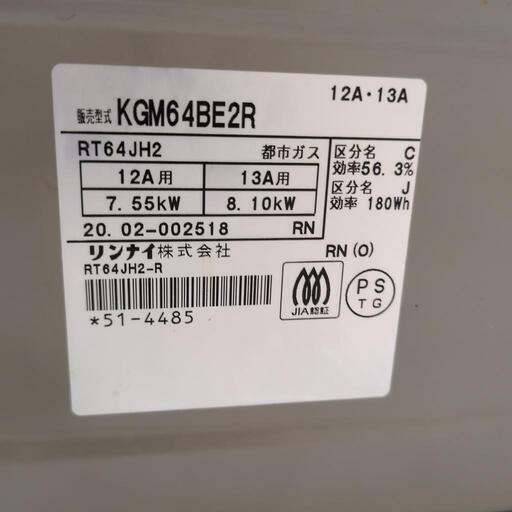 12A・13A
販売型式 KGM64BE2R
RT64JH2 都市ガス
12A用 13A用
7.55kW 8.10kW
区分名 C
効率56.3%
区分名 J
効率 180Wh
20.02-002518 RN
リンナイ株式会社 RN(O)
RT64JH2-R
*51-4485
JIA認証
PS
TG